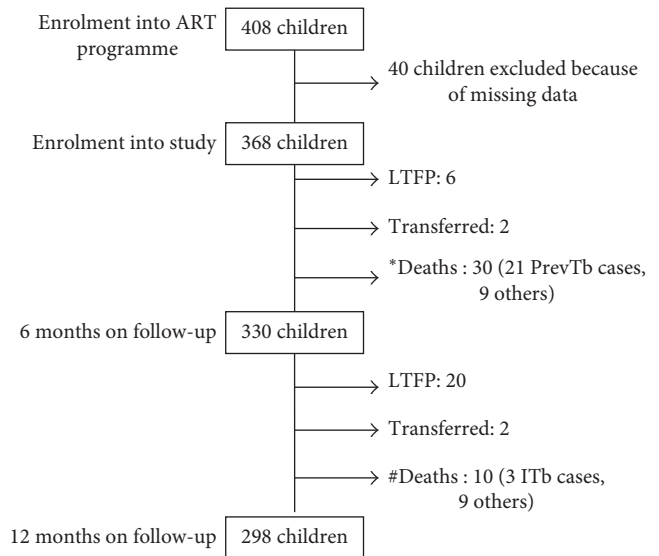 Enrolment into ART
programme
408 children
40 children excluded because
of missing data
Enrolment into study
368 children
LTFP: 6
Transferred: 2
*Deaths : 30 (21 PrevTb cases,
9 others)
6 months on follow-up
330 children
LTFP: 20
Transferred: 2
#Deaths : 10 (3 ITb cases,
9 others)
12 months on follow-up
298 children